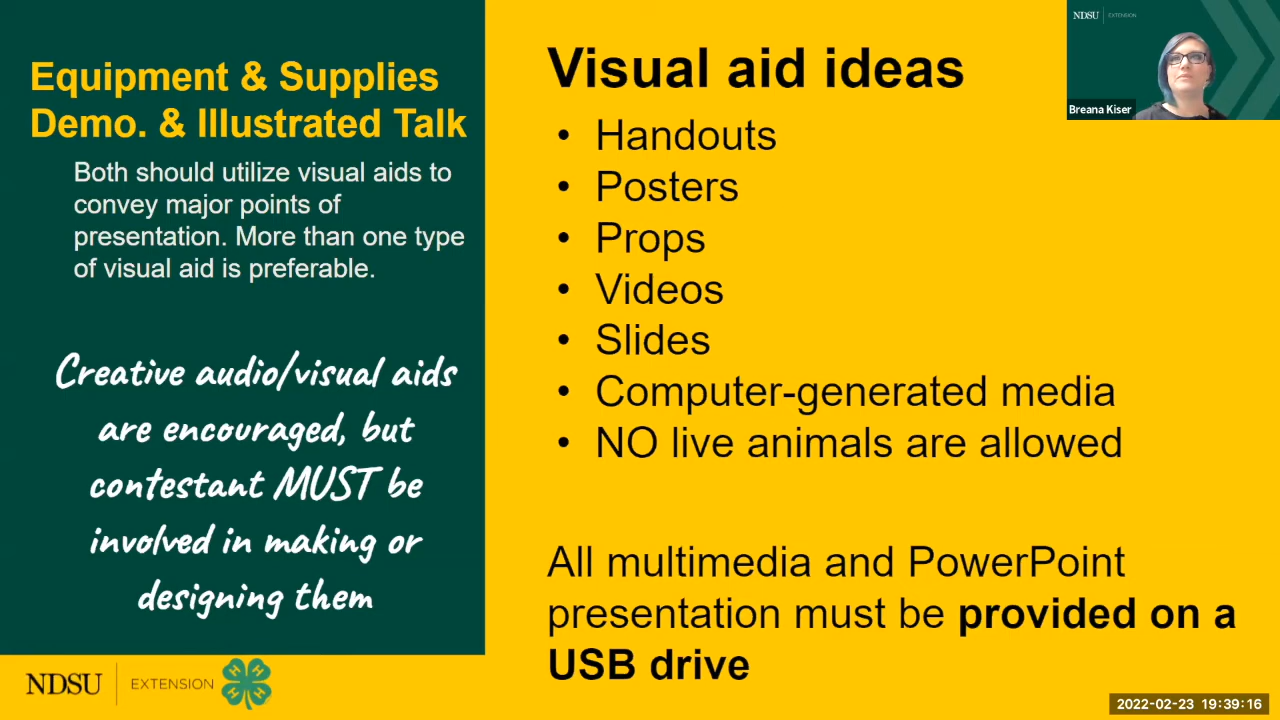 Equipment & Supplies
Demo. & Illustrated Talk
Both should utilize visual aids to
convey major points of
presentation. More than one type
of visual aid is preferable.
Creative audio/visual aids
are encouraged, but
contestant MUST be
involved in making or
designing them
NDSU EXTENSION
H H H H
Visual aid ideas
• Handouts
• Posters
• Props
• Videos
• Slides
• Computer-generated media
• NO live animals are allowed
All multimedia and PowerPoint
presentation must be provided on a
USB drive
NDSU EXTENSION
Breana Kiser
2022-02-23 19:39:16